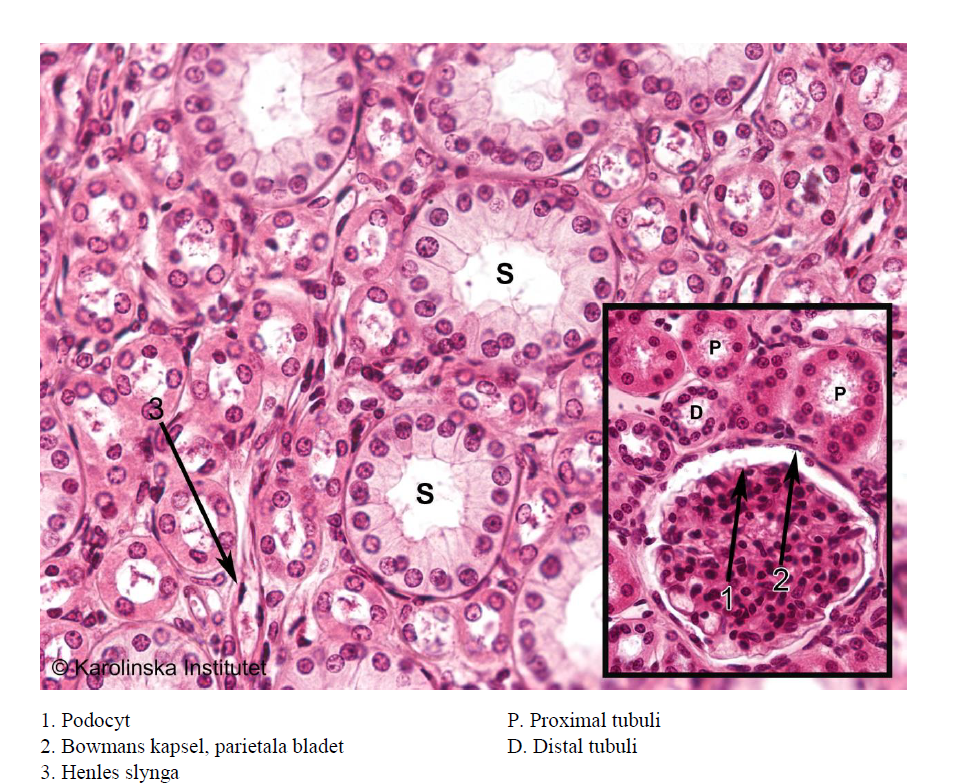 S
P
P
D
3
S
1
2
© Karolinska Institutet
1. Podocyt
2. Bowmans kapsel, parietala bladet
3. Henles slynga
P. Proximal tubuli
D. Distal tubuli